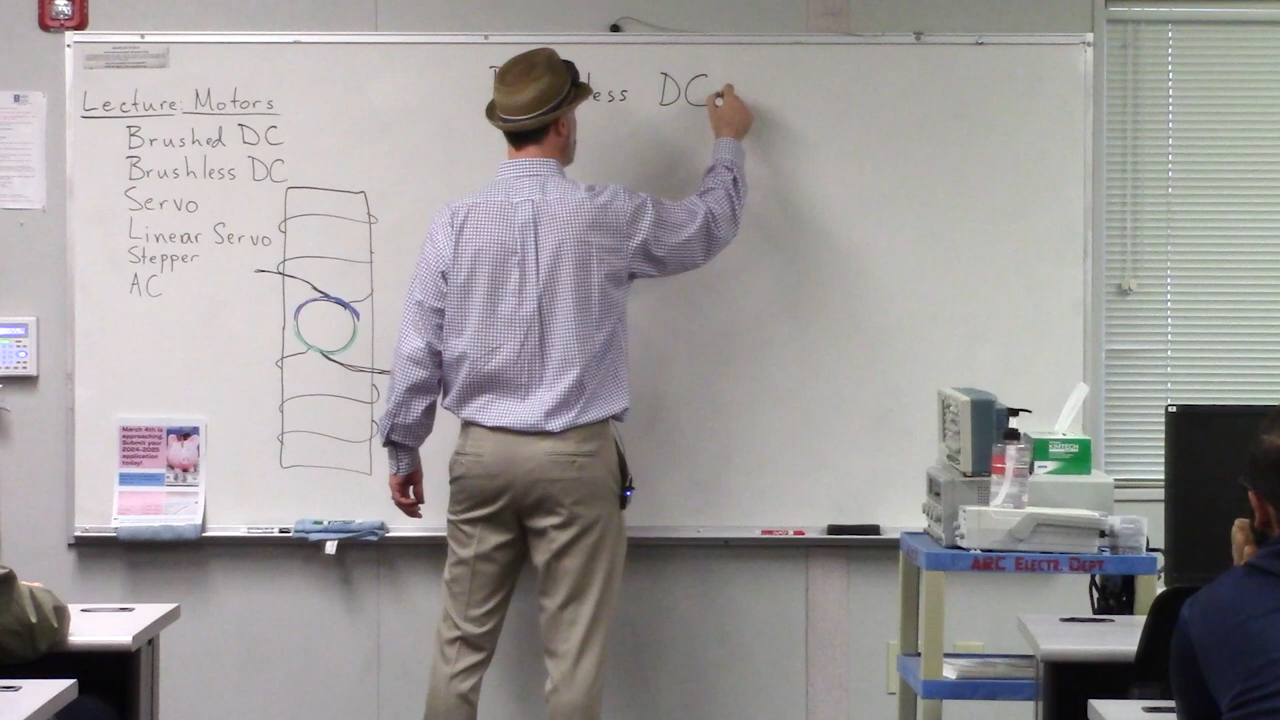 Lecture: Motors
Brushed DC
Brushless DC
Servo
Linear Servo
Stepper
AC
less DC
March 4th is
approaching.
Submit your
2024-2025
application
today!
KIMTECH
ARC ELECTR. DEPT.